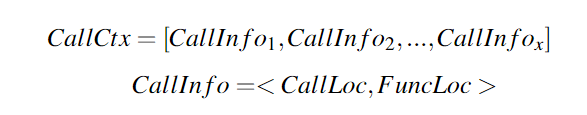 CallCtx = [CallInfo₁,CallInfo₂,...,CallInfoₓ]
CallInfo =< CallLoc,FuncLoc >